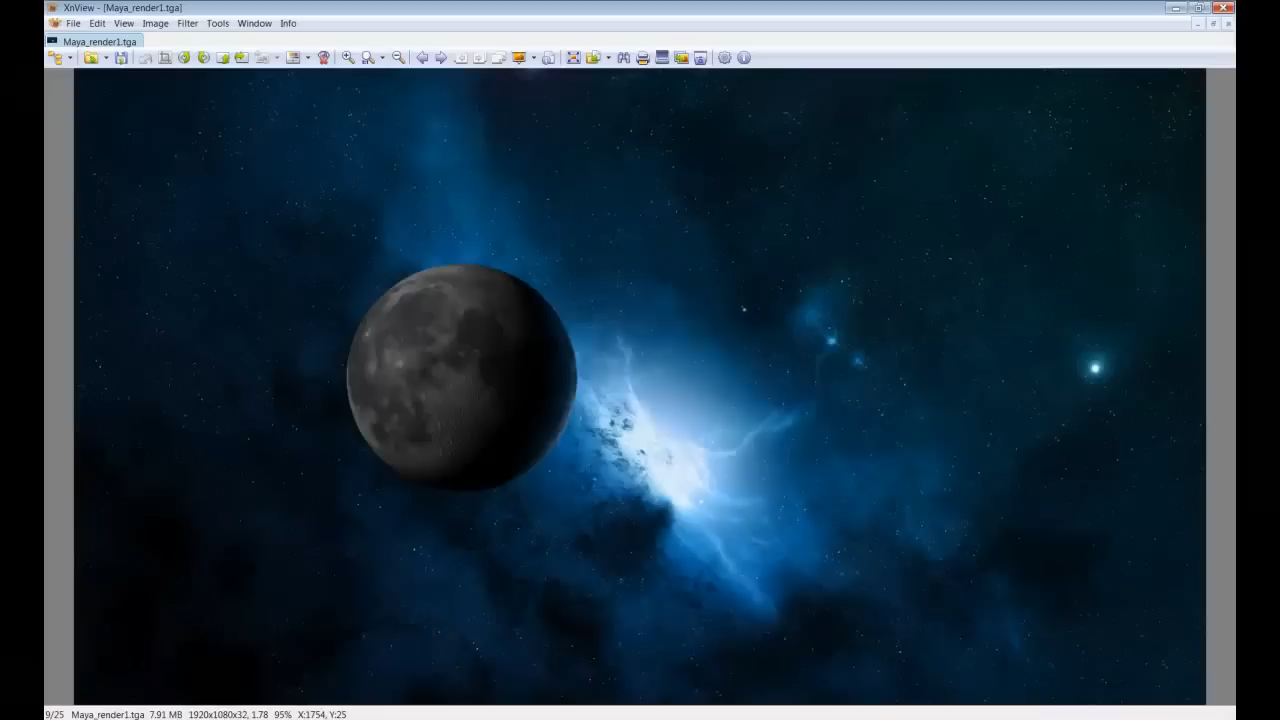 XnView - [Maya_render1.tga]
File Edit View Image Filter Tools Window Info
Maya_render1.tga
9/25 Maya_render1.tga 7.91 MB 1920x1080x32, 1.78 95% X:1754, Y:25